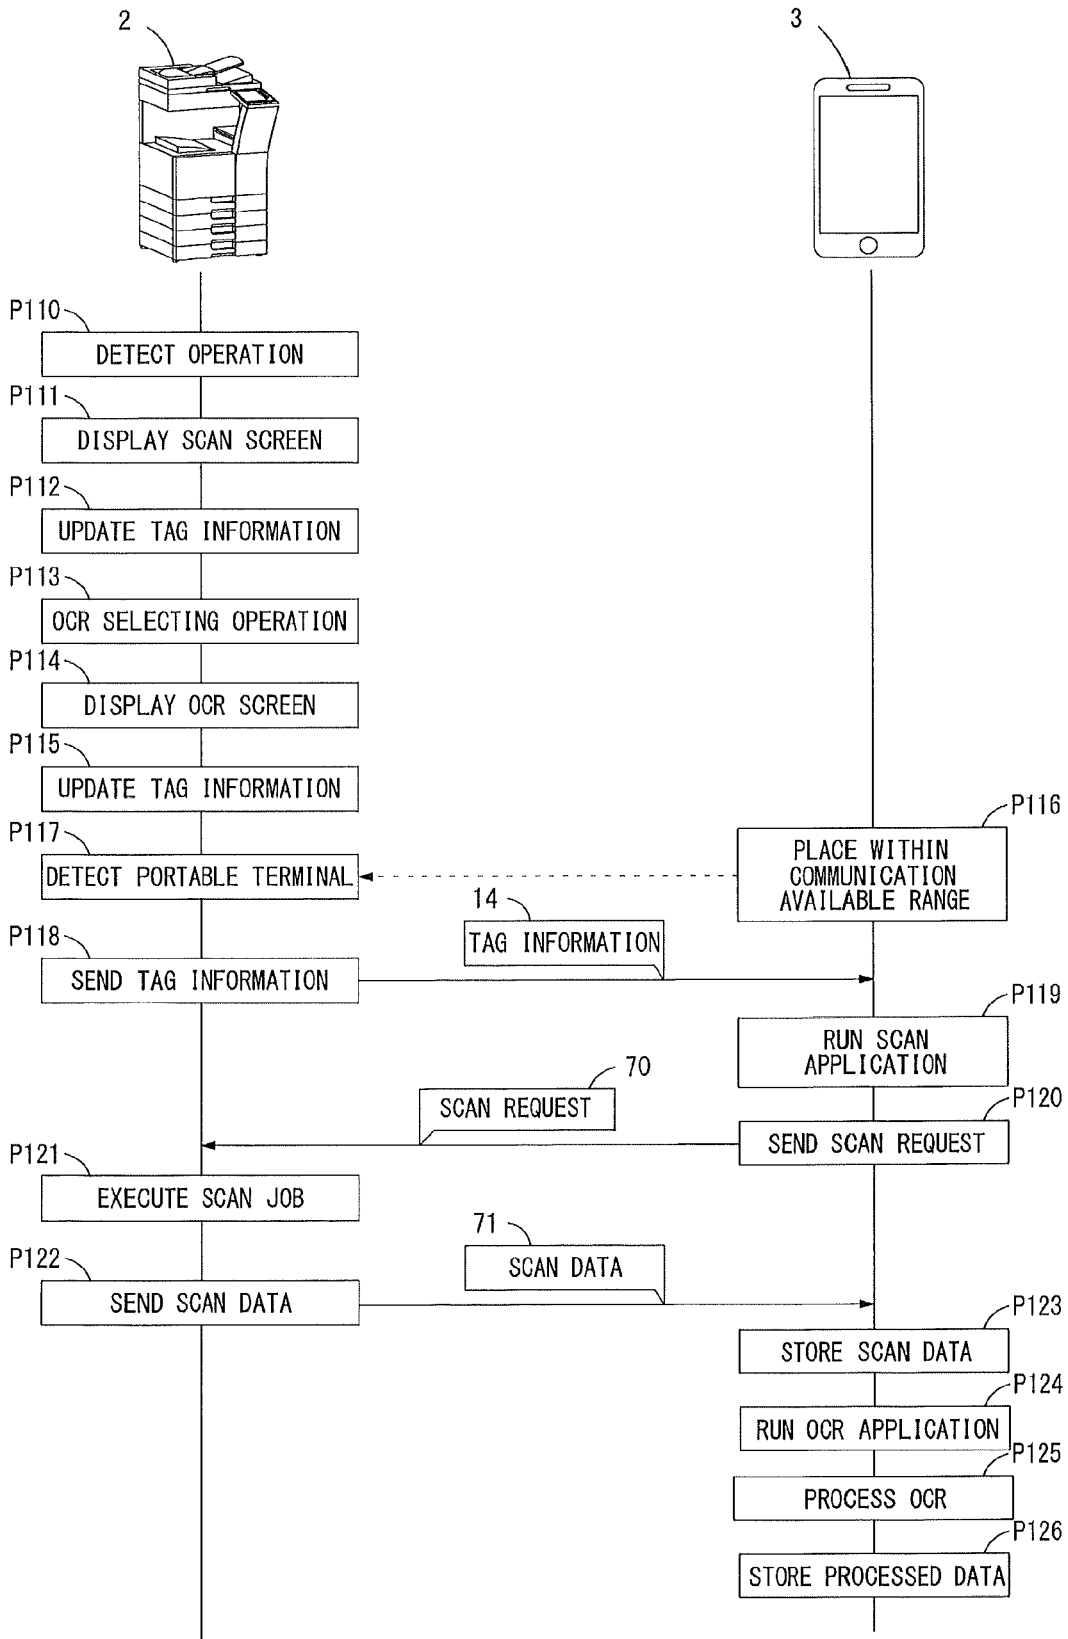 2
3
P110
DETECT OPERATION
P111
DISPLAY SCAN SCREEN
P112
UPDATE TAG INFORMATION
P113
OCR SELECTING OPERATION
P114
DISPLAY OCR SCREEN
P115
UPDATE TAG INFORMATION
P116
PLACE WITHIN
COMMUNICATION
AVAILABLE RANGE
P117
DETECT PORTABLE TERMINAL
14
TAG INFORMATION
P118
SEND TAG INFORMATION
P119
RUN SCAN
APPLICATION
70
SCAN REQUEST
P120
SEND SCAN REQUEST
P121
EXECUTE SCAN JOB
71
SCAN DATA
P122
SEND SCAN DATA
P123
STORE SCAN DATA
P124
RUN OCR APPLICATION
P125
PROCESS OCR
P126
STORE PROCESSED DATA